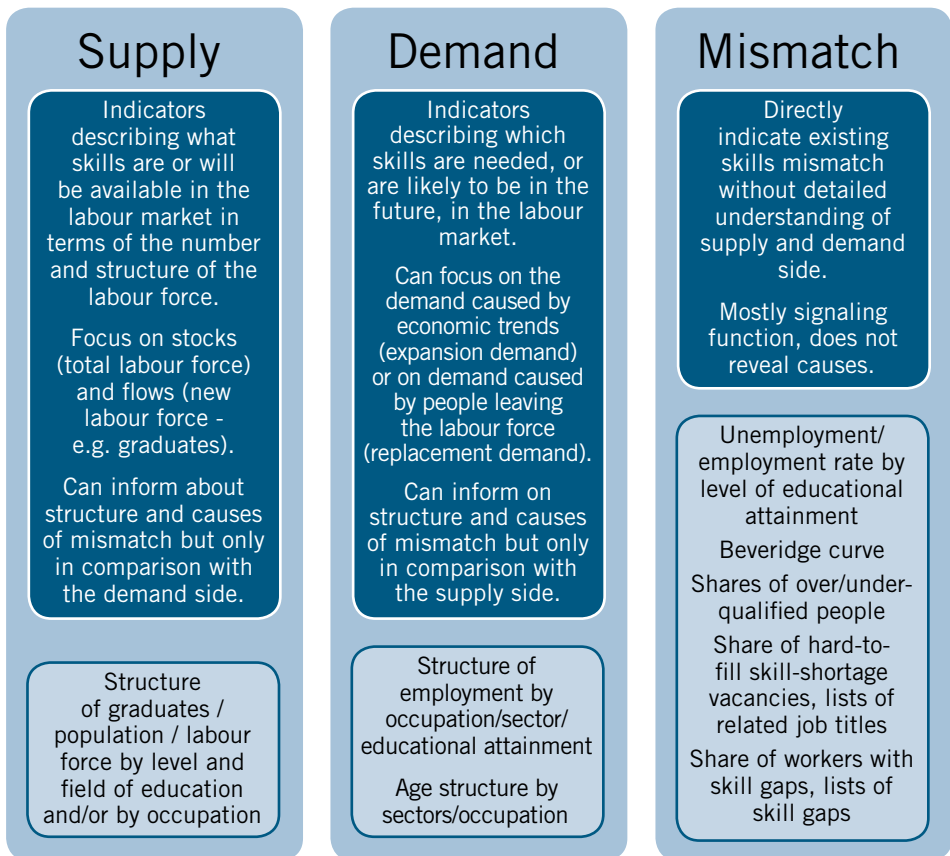 Supply
Indicators
describing what
skills are or will
be available in the
labour market in
terms of the number
and structure of the
labour force.
Focus on stocks
(total labour force)
and flows (new
labour force -
e.g. graduates).
Can inform about
structure and causes
of mismatch but only
in comparison with
the demand side.
Structure
of graduates /
population / labour
force by level and
field of education
and/or by occupation
Demand
Indicators
describing which
skills are needed, or
are likely to be in the
future, in the labour
market.
Can focus on the
demand caused by
economic trends
(expansion demand)
or on demand caused
by people leaving
the labour force
(replacement demand).
Can inform on
structure and causes
of mismatch but only
in comparison with
the supply side.
Structure of
employment by
occupation/sector/
educational attainment
Age structure by
sectors/occupation
Mismatch
Directly
indicate existing
skills mismatch
without detailed
understanding of
supply and demand
side.
Mostly signaling
function, does not
reveal causes.
Unemployment/
employment rate by
level of educational
attainment
Beveridge curve
Shares of over/under-
qualified people
Share of hard-to-
fill skill-shortage
vacancies, lists of
related job titles
Share of workers with
skill gaps, lists of
skill gaps